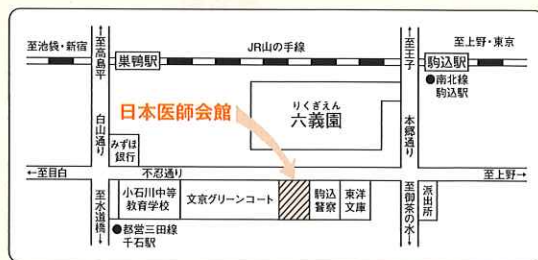 至池袋・新宿
←至高島平
巣鴨駅
JR山の手線
←至王子
駒込駅
至上野・東京
●南北線
駒込駅
日本医師会館
りくぎえん
六義園
白山通り
本郷通り
みずほ
銀行
←至目白
不忍通り
至上野→
至水道橋→
小石川中等
教育学校
文京グリーンコート
駒込
警察
東洋
文庫
至御茶の水→
派出所
●都営三田線
千石駅